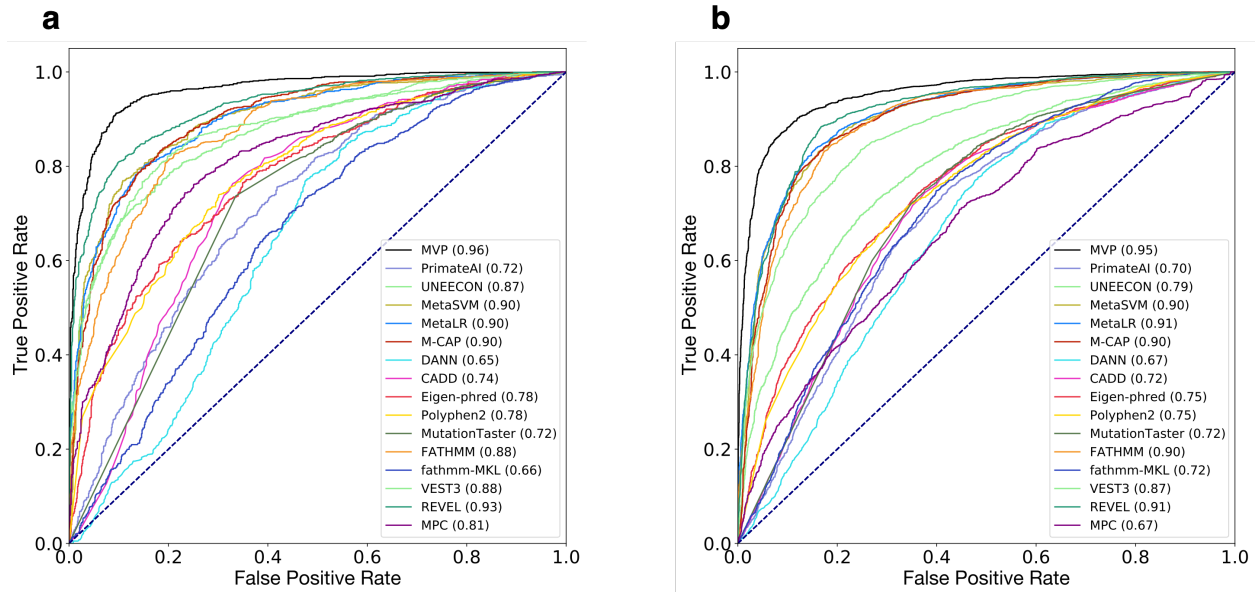 a
True Positive Rate
1.0
0.8
0.6
0.4
0.2
0.0
0
0.2
0.4
0.6
0.8
1.0
False Positive Rate
MVP (0.96)
PrimateAI (0.72)
UNEECON (0.87)
MetaSVM (0.90)
MetaLR (0.90)
M-CAP (0.90)
DANN (0.65)
CADD (0.74)
Eigen-phred (0.78)
Polyphen2 (0.78)
MutationTaster (0.72)
FATHMM (0.88)
fathmm-MKL (0.66)
VEST3 (0.88)
REVEL (0.93)
MPC (0.81)
b
True Positive Rate
1.0
0.8
0.6
0.4
0.2
0.0
0
0.2
0.4
0.6
0.8
1.0
False Positive Rate
MVP (0.95)
PrimateAI (0.70)
UNEECON (0.79)
MetaSVM (0.90)
MetaLR (0.91)
M-CAP (0.90)
DANN (0.67)
CADD (0.72)
Eigen-phred (0.75)
Polyphen2 (0.75)
MutationTaster (0.72)
FATHMM (0.90)
fathmm-MKL (0.72)
VEST3 (0.87)
REVEL (0.91)
MPC (0.67)